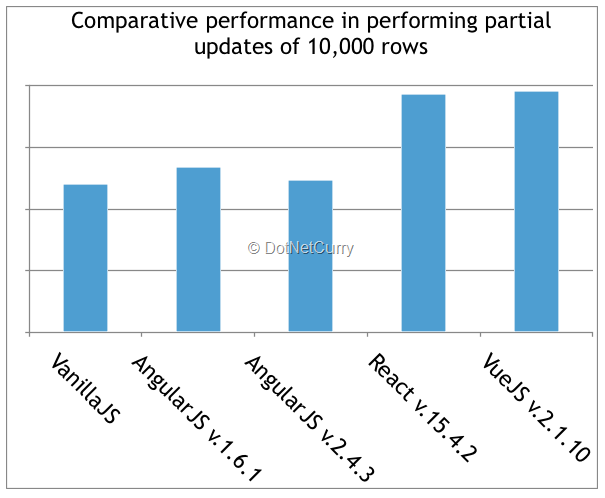 Comparative performance in performing partial
updates of 10,000 rows
© DotNetCurry
VanillaJS
AngularJS v.1.6.1
AngularJS v.2.4.3
React v.15.4.2
VueJS v.2.1.10